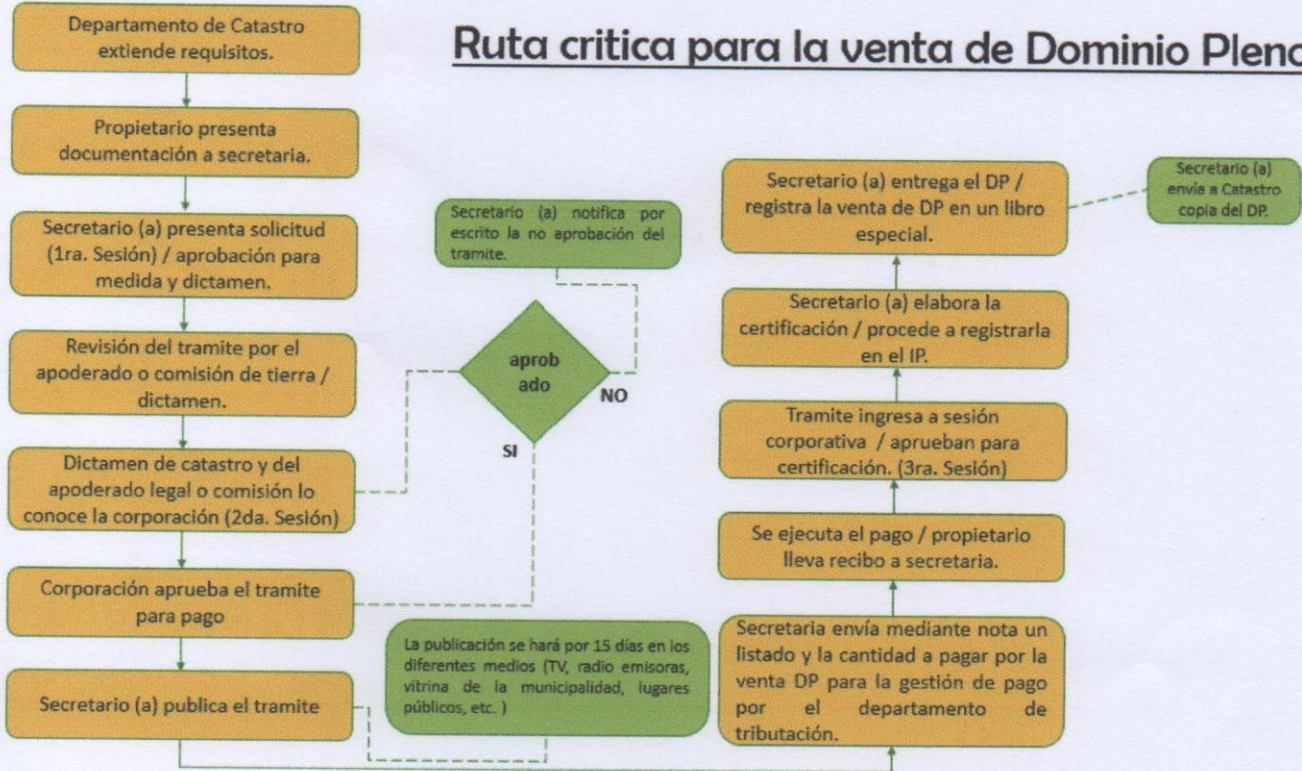 Ruta critica para la venta de Dominio Pleno
Departamento de Catastro
extiende requisitos.
Propietario presenta
documentación a secretaria.
Secretario (a) presenta solicitud
(1ra. Sesión) / aprobación para
medida y dictamen.
Revisión del tramite por el
apoderado o comisión de tierra /
dictamen.
Dictamen de catastro y del
apoderado legal o comisión lo
conoce la corporación (2da. Sesión)
Corporación aprueba el tramite
para pago
Secretario (a) publica el tramite
Secretario (a) notifica por
escrito la no aprobación del
tramite.
aprob
ado
NO
SI
La publicación se hará por 15 días en los
diferentes medios (TV, radio emisoras,
vitrina de la municipalidad, lugares
públicos, etc. )
Secretario (a) entrega el DP /
registra la venta de DP en un libro
especial.
Secretario (a)
envía a Catastro
copia del DP.
Secretario (a) elabora la
certificación / procede a registrarla
en el IP.
Tramite ingresa a sesión
corporativa / aprueban para
certificación. (3ra. Sesión)
Se ejecuta el pago / propietario
lleva recibo a secretaria.
Secretaria envía mediante nota un
listado y la cantidad a pagar por la
venta DP para la gestión de pago
por el departamento de
tributación.